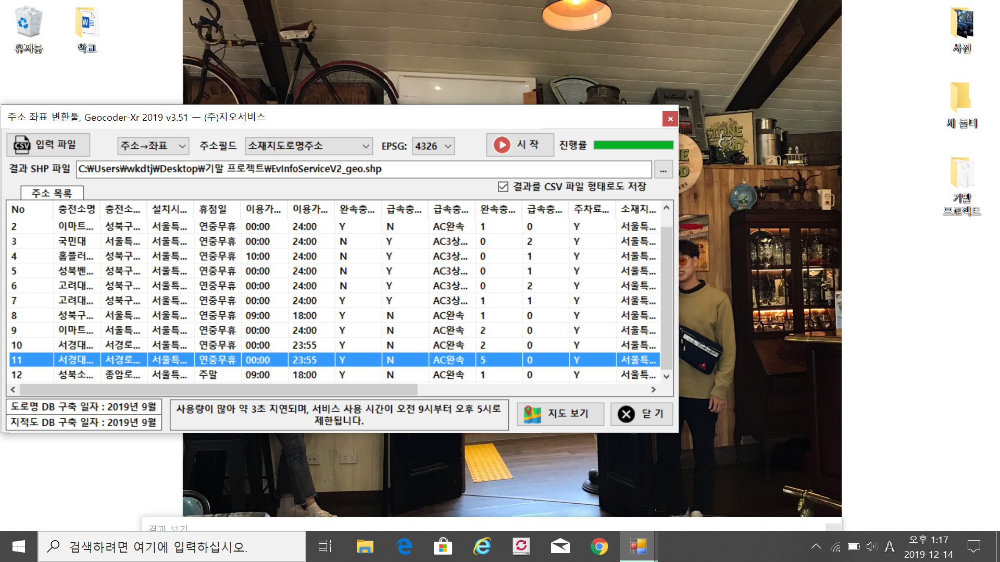 휴지통
학교
사진
새 폴더
기말
프로젝트
STONE
& GOD
주소 좌표 변환툴, Geocoder-Xr 2019 v3.51 — (주)지오서비스
입력 파일
주소→좌표
주소필드
소재지도로명주소
EPSG:
4326
시 작
진행률
결과 SHP 파일
C:₩Users₩wkdtj₩Desktop₩기말 프로젝트₩EvInfoServiceV2_geo.shp
...
결과를 CSV 파일 형태로도 저장
주소 목록
No 충전소명 충전소... 설치시... 휴점일 이용가... 이용가... 완속충... 급속충... 급속충... 완속충... 급속충... 주차료... 소재지...
2 이마트... 성북구... 서울특... 연중무휴 00:00 24:00 Y N AC완속 1 0 Y 서울특...
3 국민대 서울특... 서울특... 연중무휴 00:00 24:00 N Y AC3상... 0 2 Y 서울특...
4 홈플러... 성북구... 서울특... 연중무휴 10:00 24:00 N Y AC3상... 0 1 Y 서울특...
5 성북벤... 성북구... 서울특... 연중무휴 00:00 24:00 N Y AC3상... 0 1 Y 서울특...
6 고려대... 성북구... 서울특... 연중무휴 00:00 24:00 N Y AC3상... 0 2 Y 서울특...
7 고려대... 성북구... 서울특... 연중무휴 00:00 24:00 Y Y AC3상... 1 1 Y 서울특...
8 성북구... 서울특... 서울특... 연중무휴 09:00 18:00 Y N AC완속 1 0 Y 서울특...
9 이마트... 서울특... 서울특... 연중무휴 00:00 24:00 Y N AC완속 2 0 Y 서울특...
10 서경대... 서경로... 서울특... 연중무휴 00:00 23:55 Y N AC완속 2 0 Y 서울특...
11 서경대... 서경로... 서울특... 연중무휴 00:00 23:55 Y N AC완속 5 0 Y 서울특...
12 성북소... 종암로... 서울특... 주말 09:00 18:00 Y N AC완속 1 0 Y 서울특...
도로명 DB 구축 일자 : 2019년 9월
지적도 DB 구축 일자 : 2019년 9월
사용량이 많아 약 3초 지연되며, 서비스 사용 시간이 오전 9시부터 오후 5시로
제한됩니다.
지도 보기
닫 기
결과 보기
검색하려면 여기에 입력하십시오.
A
오후 1:17
2019-12-14